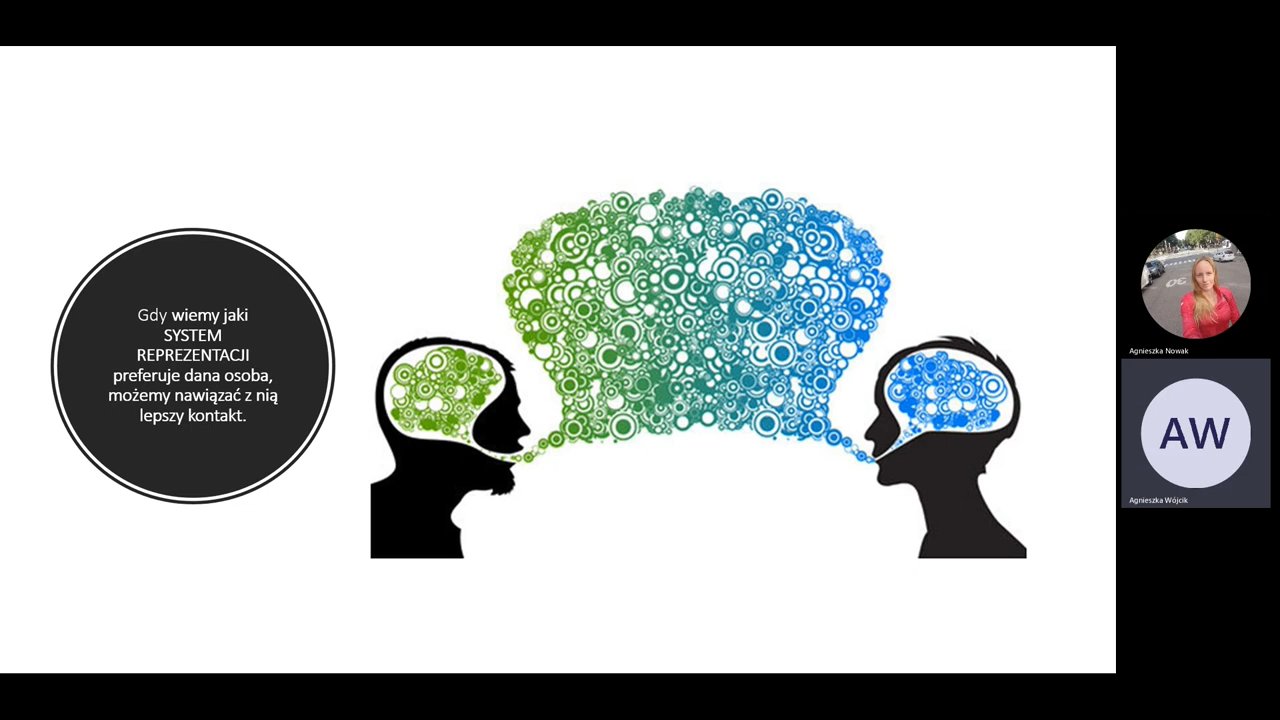 Gdy wiemy jaki
SYSTEM
REPREZENTACJI
preferuje dana osoba,
możemy nawiązać z nią
lepszy kontakt.
Agnieszka Nowak
AW
Agnieszka Wójcik